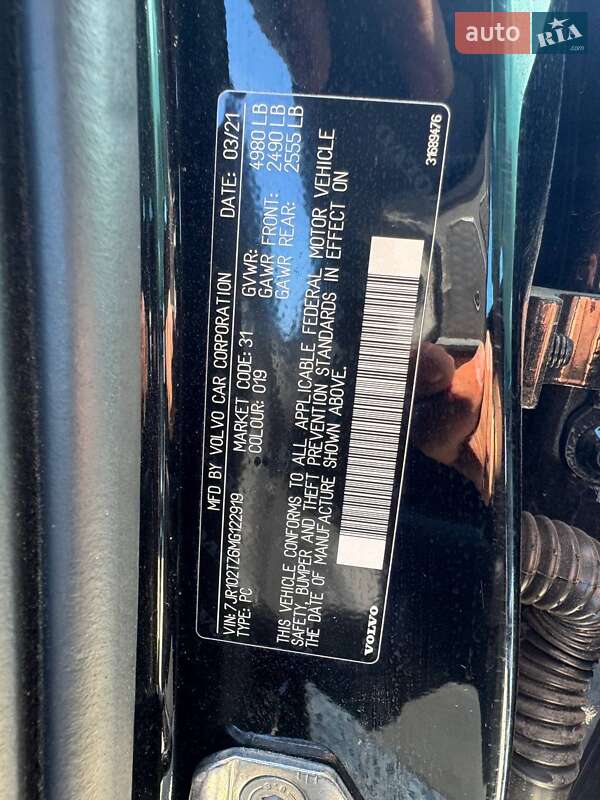 auto RIA.com
MFD BY VOLVO CAR CORPORATION DATE: 03/21
VIN: 7JR102TZ6MG122919 MARKET CODE: 31 GVWR: 4980 LB
TYPE: PC COLOUR: 019 GAWR FRONT: 2490 LB
GAWR REAR: 2555 LB
THIS VEHICLE CONFORMS TO ALL APPLICABLE FEDERAL MOTOR VEHICLE
SAFETY, BUMPER AND THEFT PREVENTION STANDARDS IN EFFECT ON
THE DATE OF MANUFACTURE SHOWN ABOVE.
VOLVO
31689476